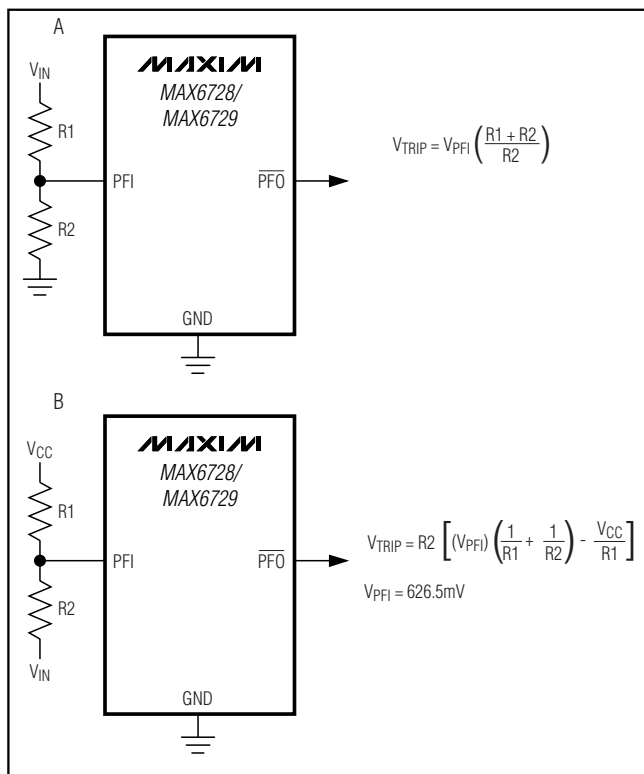 A
VIN
R1
R2
MAXIM
MAX6728/
MAX6729
PFI
PFO
GND
VTRIP = VPFI (R1 + R2 / R2)
B
VCC
R1
R2
VIN
MAXIM
MAX6728/
MAX6729
PFI
PFO
GND
VTRIP = R2 [(VPFI) (1/R1 + 1/R2) - VCC/R1]
VPFI = 626.5mV